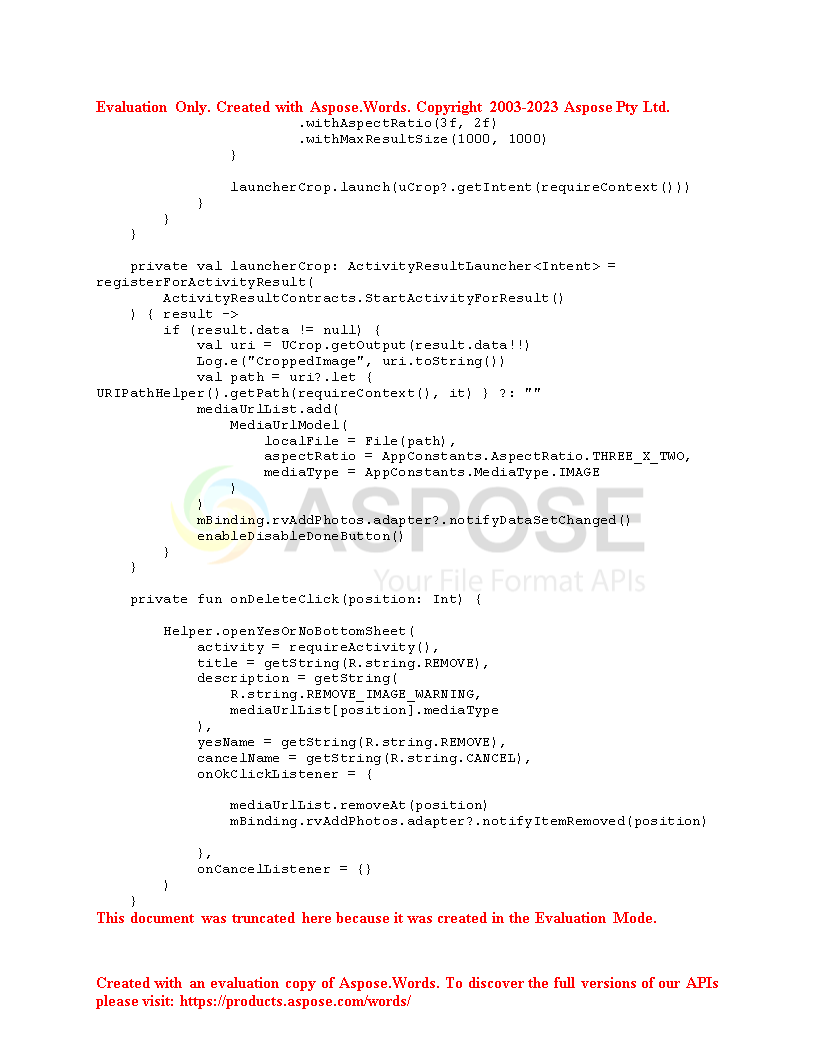 Evaluation Only. Created with Aspose.Words. Copyright 2003-2023 Aspose Pty Ltd.
.withAspectRatio(3f, 2f)
.withMaxResultSize(1000, 1000)
}
launcherCrop.launch(uCrop?.getIntent(requireContext()))
}
}
}
private val launcherCrop: ActivityResultLauncher<Intent> =
registerForActivityResult(
ActivityResultContracts.StartActivityForResult()
) { result ->
if (result.data != null) {
val uri = UCrop.getOutput(result.data!!)
Log.e("CroppedImage", uri.toString())
val path = uri?.let {
URIPathHelper().getPath(requireContext(), it) } ?: ""
mediaUrlList.add(
MediaUrlModel(
localFile = File(path),
aspectRatio = AppConstants.AspectRatio.THREE_X_TWO,
mediaType = AppConstants.MediaType.IMAGE
)
)
mBinding.rvAddPhotos.adapter?.notifyDataSetChanged()
enableDisableDoneButton()
}
}
ASPOSE
Your File Format APIs
private fun onDeleteClick(position: Int) {
Helper.openYesOrNoBottomSheet(
activity = requireActivity(),
title = getString(R.string.REMOVE),
description = getString(
R.string.REMOVE_IMAGE_WARNING,
mediaUrlList[position].mediaType
),
yesName = getString(R.string.REMOVE),
cancelName = getString(R.string.CANCEL),
onOkClickListener = {
mediaUrlList.removeAt(position)
mBinding.rvAddPhotos.adapter?.notifyItemRemoved(position)
},
onCancelListener = {}
)
}
This document was truncated here because it was created in the Evaluation Mode.
Created with an evaluation copy of Aspose.Words. To discover the full versions of our APIs
please visit: https://products.aspose.com/words/